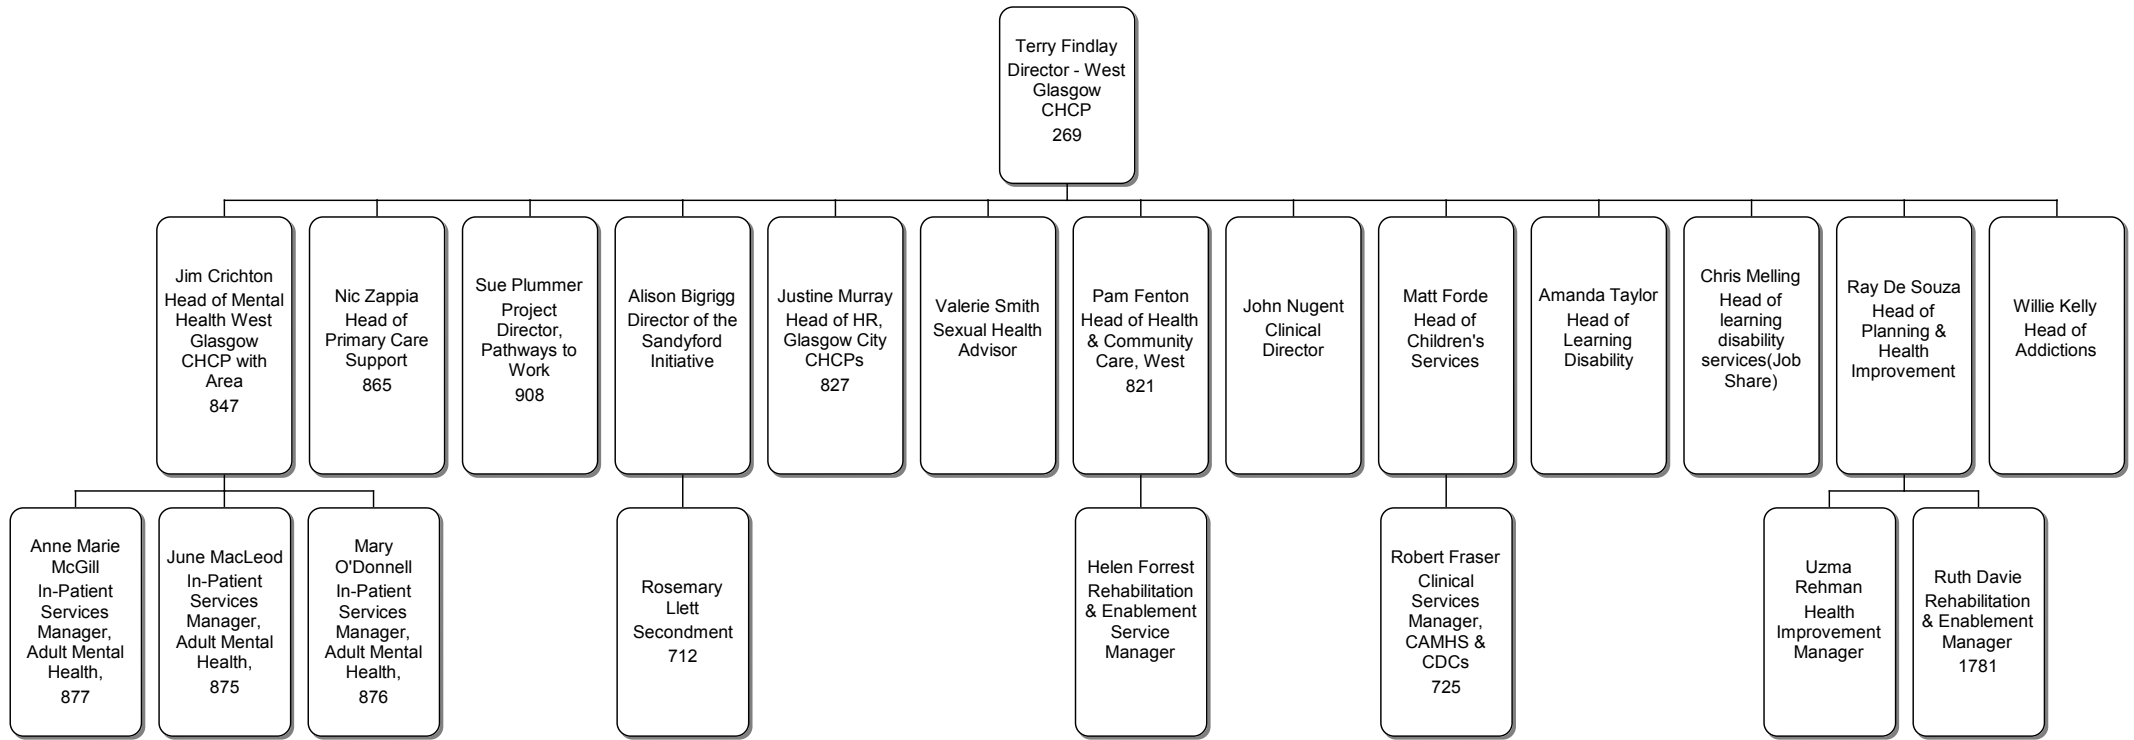 Terry Findlay
Director - West
Glasgow
CHCP
269
Jim Crichton
Head of Mental
Health West
Glasgow
CHCP with
Area
847
Nic Zappia
Head of
Primary Care
Support
865
Sue Plummer
Project
Director,
Pathways to
Work
908
Alison Bigrigg
Director of the
Sandyford
Initiative
Justine Murray
Head of HR,
Glasgow City
CHCPs
827
Valerie Smith
Sexual Health
Advisor
Pam Fenton
Head of Health
& Community
Care, West
821
John Nugent
Clinical
Director
Matt Forde
Head of
Children's
Services
Amanda Taylor
Head of
Learning
Disability
Chris Melling
Head of
learning
disability
services(Job
Share)
Ray De Souza
Head of
Planning &
Health
Improvement
Willie Kelly
Head of
Addictions
Anne Marie
McGill
In-Patient
Services
Manager,
Adult Mental
Health,
877
June MacLeod
In-Patient
Services
Manager,
Adult Mental
Health,
875
Mary
O'Donnell
In-Patient
Services
Manager,
Adult Mental
Health,
876
Rosemary
Llett
Secondment
712
Helen Forrest
Rehabilitation
& Enablement
Service
Manager
Robert Fraser
Clinical
Services
Manager,
CAMHS &
CDCs
725
Uzma
Rehman
Health
Improvement
Manager
Ruth Davie
Rehabilitation
& Enablement
Manager
1781